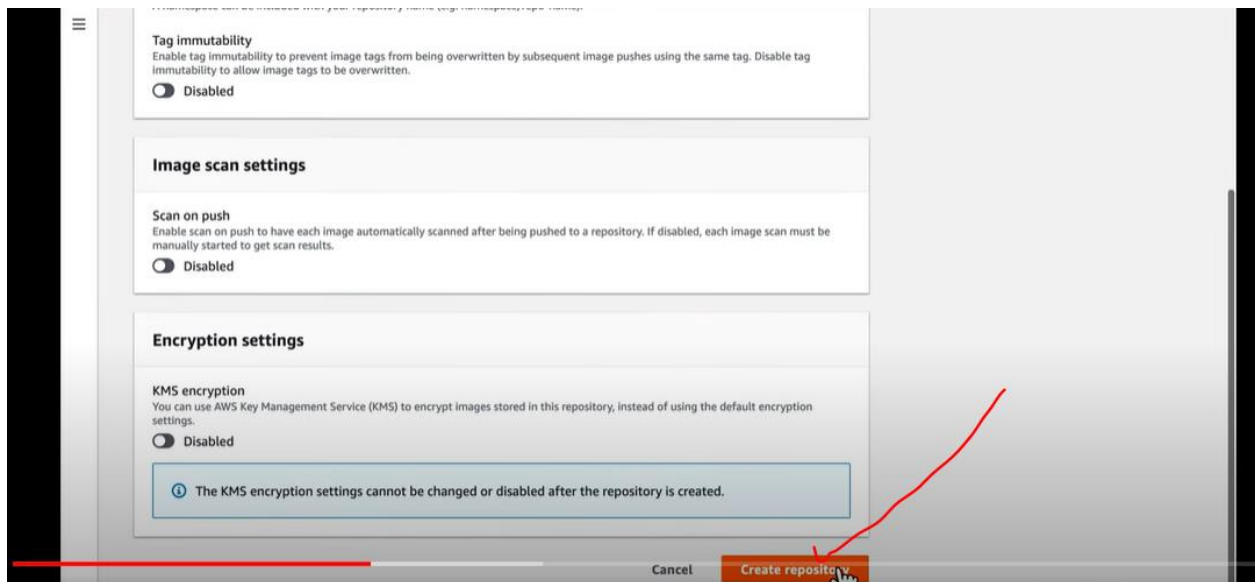 Tag immutability
Enable tag immutability to prevent image tags from being overwritten by subsequent image pushes using the same tag. Disable tag
immutability to allow image tags to be overwritten.
Disabled
Image scan settings
Scan on push
Enable scan on push to have each image automatically scanned after being pushed to a repository. If disabled, each image scan must be
manually started to get scan results.
Disabled
Encryption settings
KMS encryption
You can use AWS Key Management Service (KMS) to encrypt images stored in this repository, instead of using the default encryption
settings.
Disabled
The KMS encryption settings cannot be changed or disabled after the repository is created.
Cancel Create repository